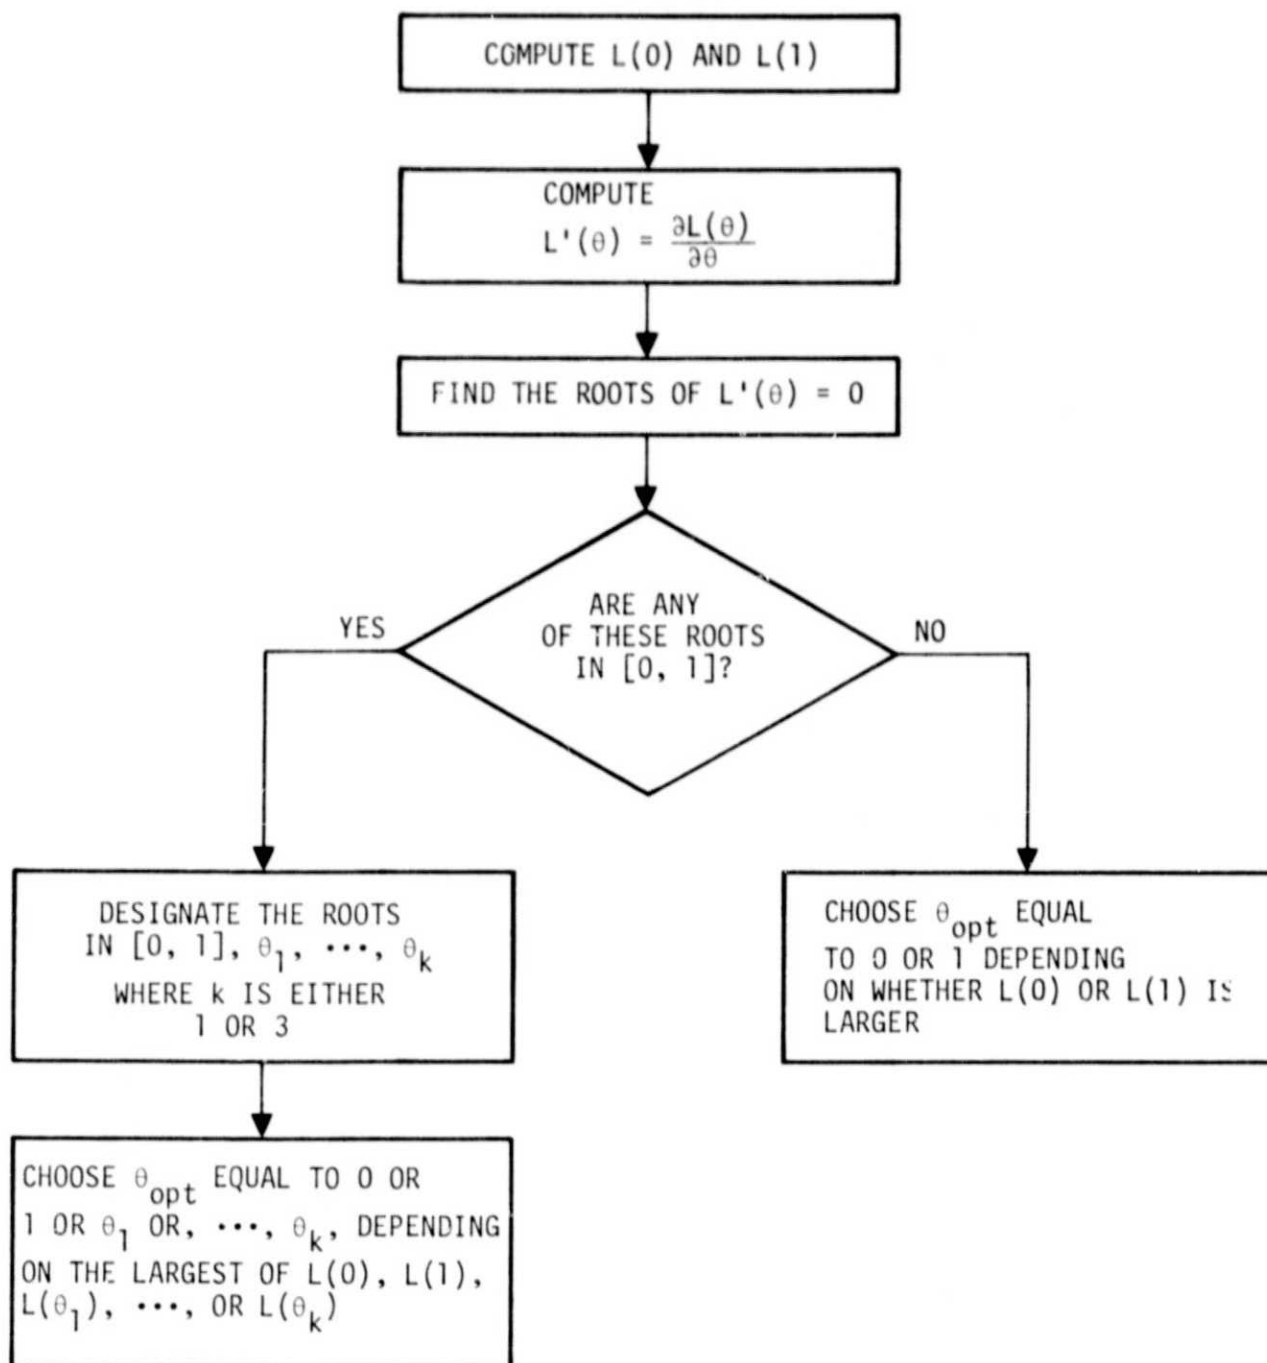 COMPUTE L(0) AND L(1)
COMPUTE
L'(θ) = ∂L(θ)/∂θ
FIND THE ROOTS OF L'(θ) = 0
ARE ANY
OF THESE ROOTS
IN [0, 1]?
YES
NO
DESIGNATE THE ROOTS
IN [0, 1], θ₁, ···, θₖ
WHERE k IS EITHER
1 OR 3
CHOOSE θ_opt EQUAL
TO 0 OR 1 DEPENDING
ON WHETHER L(0) OR L(1) IS
LARGER
CHOOSE θ_opt EQUAL TO 0 OR
1 OR θ₁ OR, ···, θₖ, DEPENDING
ON THE LARGEST OF L(0), L(1),
L(θ₁), ···, OR L(θₖ)